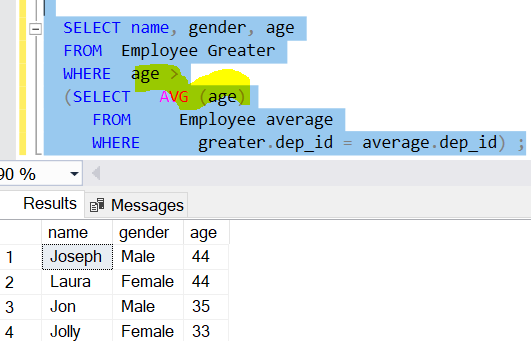 SELECT name, gender, age
FROM Employee Greater
WHERE age >
(SELECT AVG (age)
FROM Employee average
WHERE greater.dep_id = average.dep_id) ;
90 %
Results Messages
name gender age
1 Joseph Male 44
2 Laura Female 44
3 Jon Male 35
4 Jolly Female 33